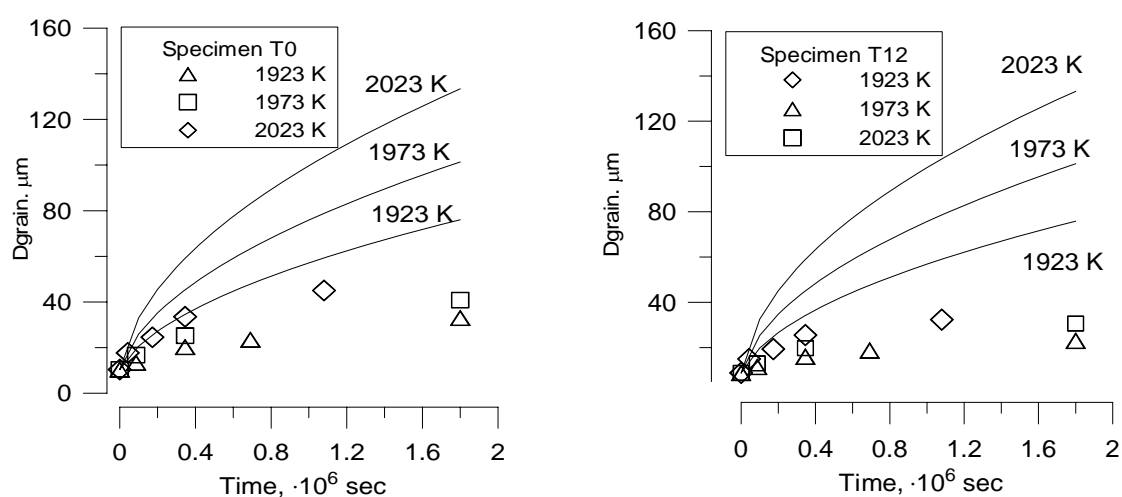 160
Specimen T0
1923 K
1973 K
2023 K
2023 K
120
1973 K
80
1923 K
40
0
Dgrain. μm
0 0.4 0.8 1.2 1.6 2
Time, ·10⁶ sec
160
Specimen T12
1923 K
1973 K
2023 K
2023 K
120
1973 K
80
1923 K
40
Dgrain. μm
0 0.4 0.8 1.2 1.6 2
Time, ·10⁶ sec